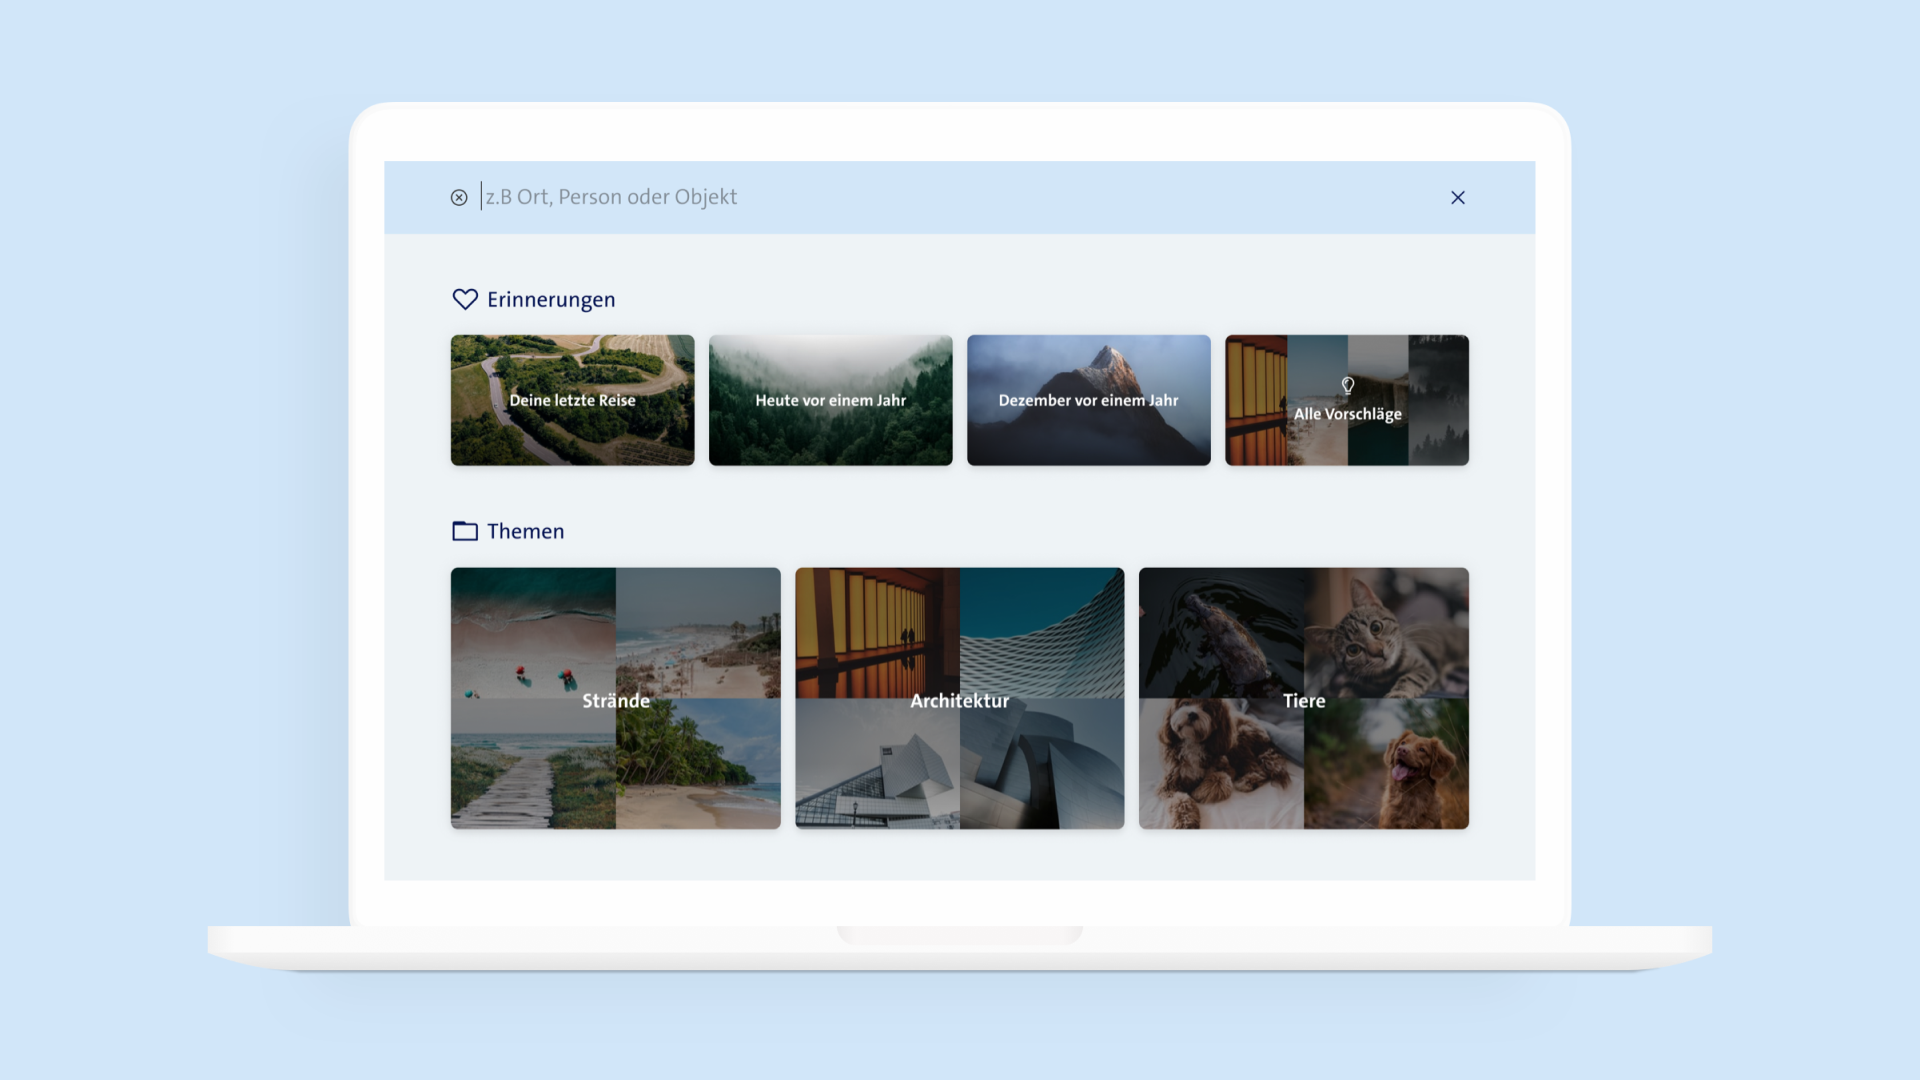 z.B Ort, Person oder Objekt
Erinnerungen
Deine letzte Reise
Heute vor einem Jahr
Dezember vor einem Jahr
Alle Vorschläge
Themen
Strände
Architektur
Tiere